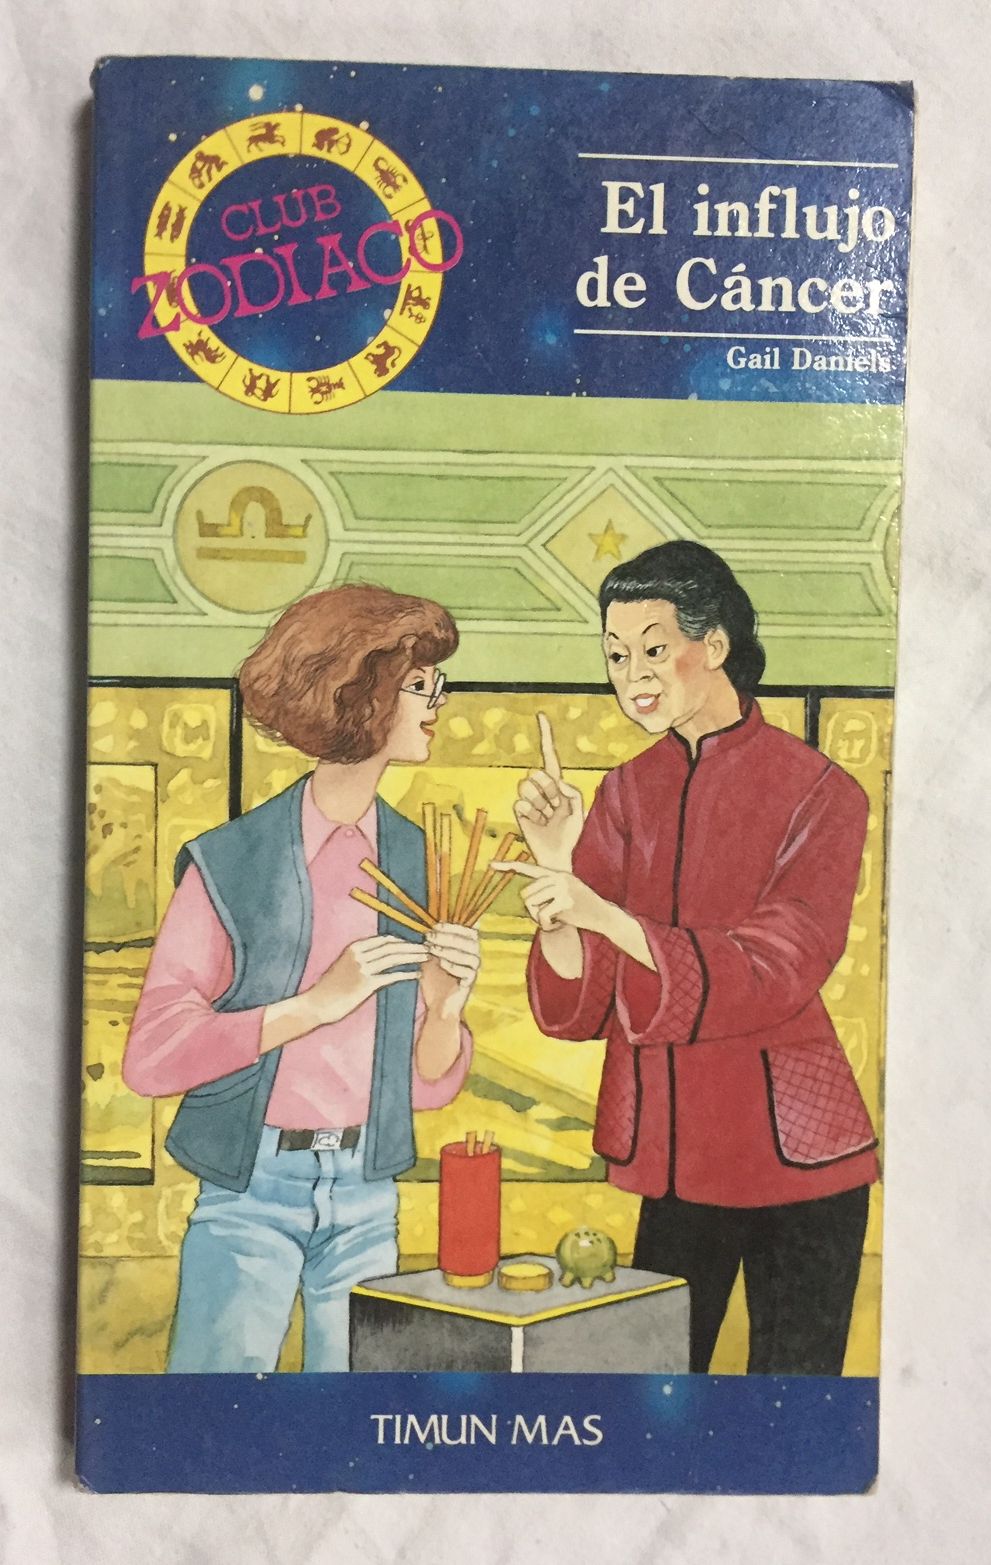 CLUB
ZODIACO
El influjo
de Cáncer
Gail Daniels
TIMUN MAS